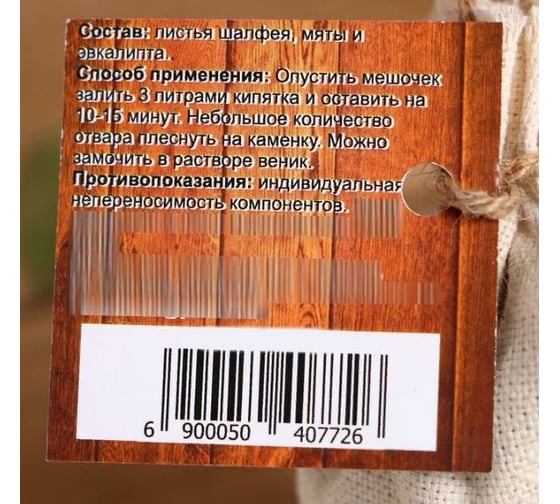 Состав: листья шалфея, мяты и
эвкалипта.
Способ применения: Опустить мешочек
залить 3 литрами кипятка и оставить на
10-15 минут. Небольшое количество
отвара плеснуть на каменку. Можно
замочить в растворе веник.
Противопоказания: индивидуальная
непереносимость компонентов.
6 900050 407726